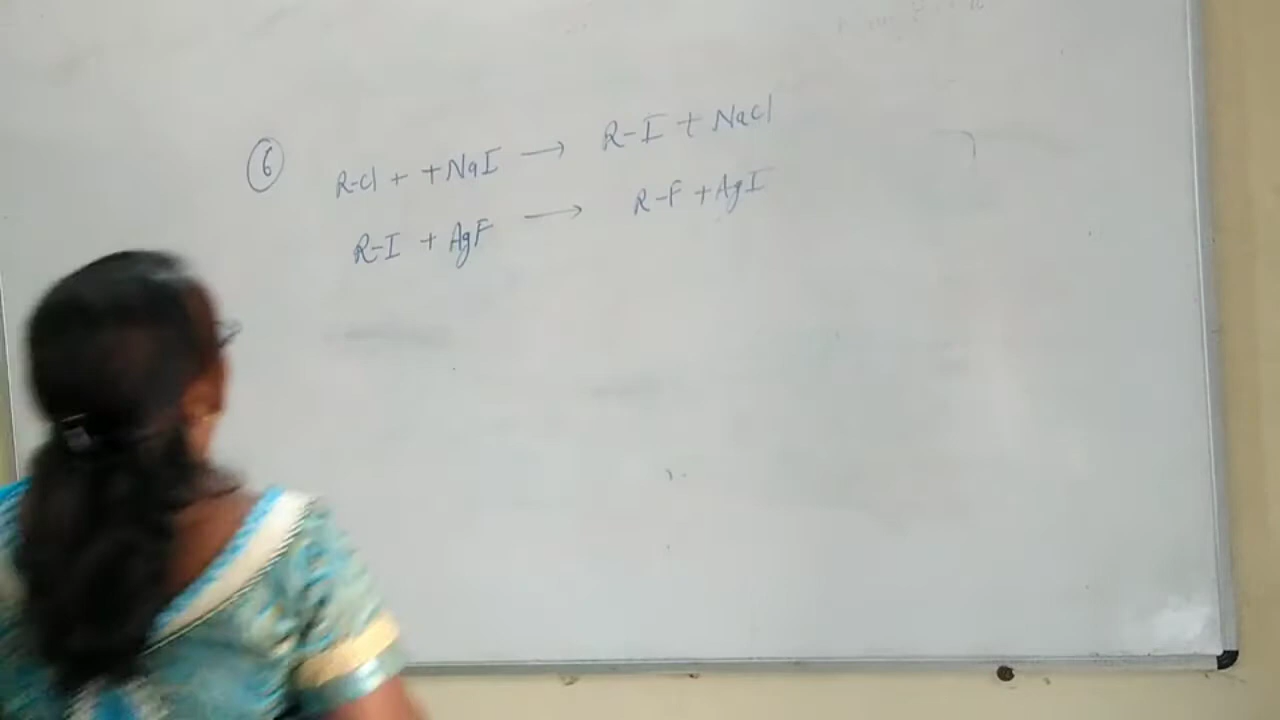 6 R-Cl + +NaI → R-I + NaCl
R-I + AgF → R-F + AgI